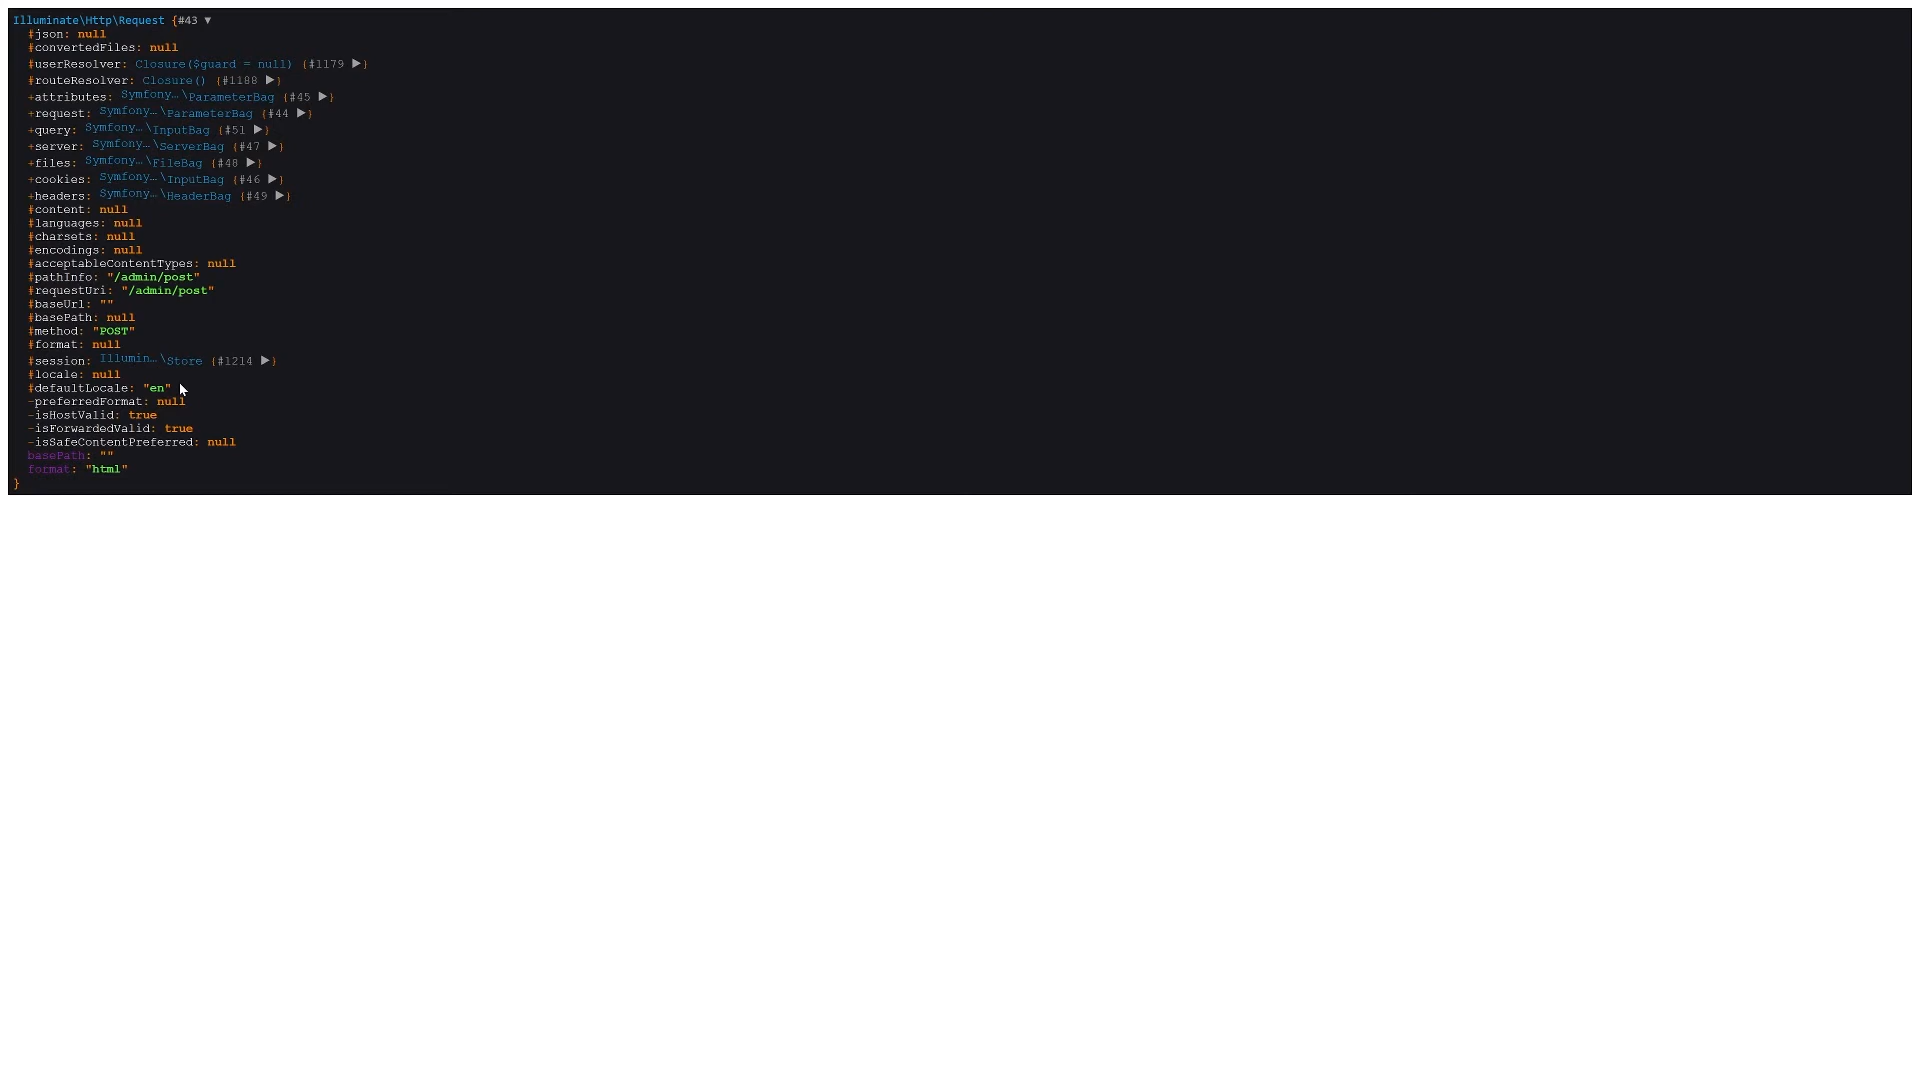 Illuminate\Http\Request {#43 ▼
#json: null
#convertedFiles: null
#userResolver: Closure($guard = null) {#1179 ▶}
#routeResolver: Closure() {#1188 ▶}
+attributes: Symfony…\ParameterBag {#45 ▶}
+request: Symfony…\ParameterBag {#44 ▶}
+query: Symfony…\InputBag {#51 ▶}
+server: Symfony…\ServerBag {#47 ▶}
+files: Symfony…\FileBag {#48 ▶}
+cookies: Symfony…\InputBag {#46 ▶}
+headers: Symfony…\HeaderBag {#49 ▶}
#content: null
#languages: null
#charsets: null
#encodings: null
#acceptableContentTypes: null
#pathInfo: "/admin/post"
#requestUri: "/admin/post"
#baseUrl: ""
#basePath: null
#method: "POST"
#format: null
#session: Illumin…\Store {#1214 ▶}
#locale: null
#defaultLocale: "en"
-preferredFormat: null
-isHostValid: true
-isForwardedValid: true
-isSafeContentPreferred: null
basePath: ""
format: "html"
}